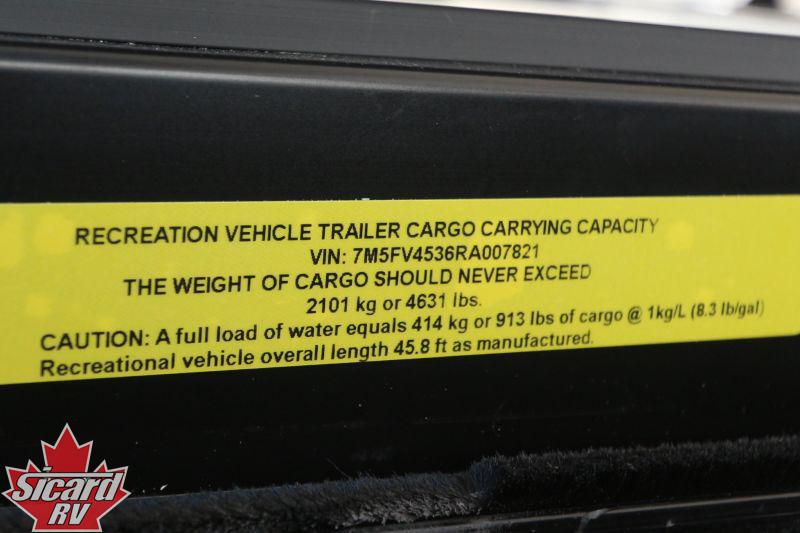 RECREATION VEHICLE TRAILER CARGO CARRYING CAPACITY
VIN: 7M5FV4536RA007821
THE WEIGHT OF CARGO SHOULD NEVER EXCEED
2101 kg or 4631 lbs.
CAUTION: A full load of water equals 414 kg or 913 lbs of cargo @ 1kg/L (8.3 lb/gal)
Recreational vehicle overall length 45.8 ft as manufactured.
Sicard
RV